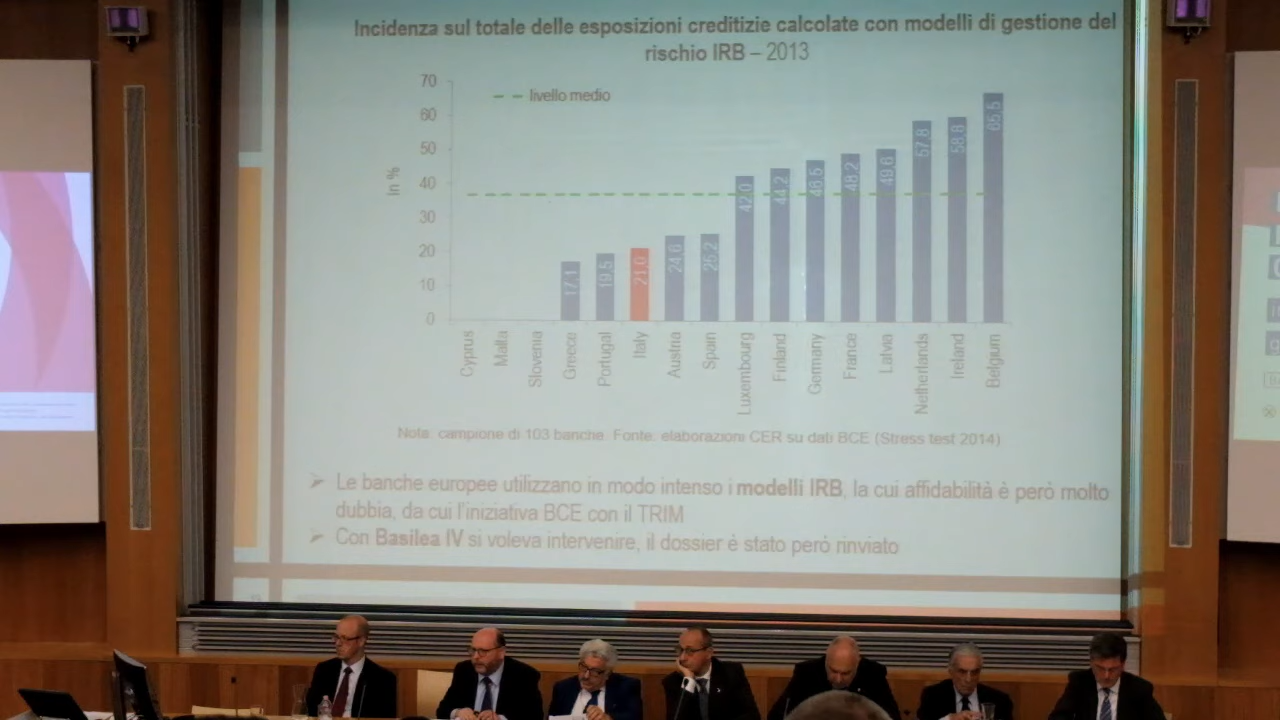 Incidenza sul totale delle esposizioni creditizie calcolate con modelli di gestione del
rischio IRB – 2013
livello medio
in %
70
60
50
40
30
20
10
0
17,1
19,5
21,0
24,6
25,2
42,0
44,2
46,5
48,2
49,6
57,8
58,8
65,5
Cyprus
Malta
Slovenia
Greece
Portugal
Italy
Austria
Spain
Luxembourg
Finland
Germany
France
Latvia
Netherlands
Ireland
Belgium
Nota: campione di 103 banche. Fonte: elaborazioni CER su dati BCE (Stress test 2014)
➢ Le banche europee utilizzano in modo intenso i modelli IRB, la cui affidabilità è però molto
dubbia, da cui l'iniziativa BCE con il TRIM
➢ Con Basilea IV si voleva intervenire, il dossier è stato però rinviato